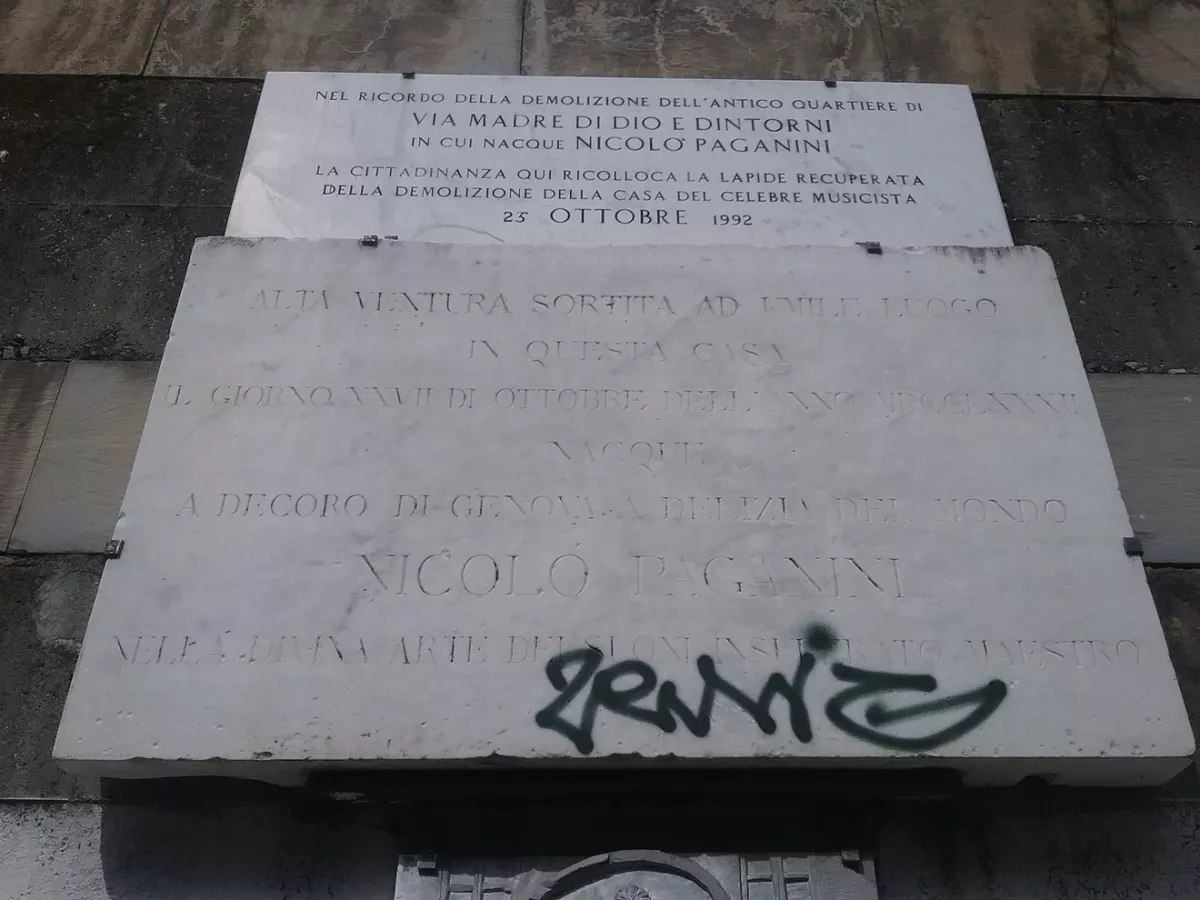 NEL RICORDO DELLA DEMOLIZIONE DELL'ANTICO QUARTIERE DI
VIA MADRE DI DIO E DINTORNI
IN CUI NACQUE NICOLO' PAGANINI
LA CITTADINANZA QUI RICOLLOCA LA LAPIDE RECUPERATA
DELLA DEMOLIZIONE DELLA CASA DEL CELEBRE MUSICISTA
23 OTTOBRE 1992
ALTA VENTURA SORTITA AD UMILE LUOGO
IN QUESTA CASA
IL GIORNO XXVII DI OTTOBRE DELL'ANNO MDCCLXXXII
NACQUE
A DECORO DI GENOVA A DELIZIA DEL MONDO
NICOLÓ PAGANINI
NELLA DIVINA ARTE DEI SUONI INSUPERATO MAESTRO